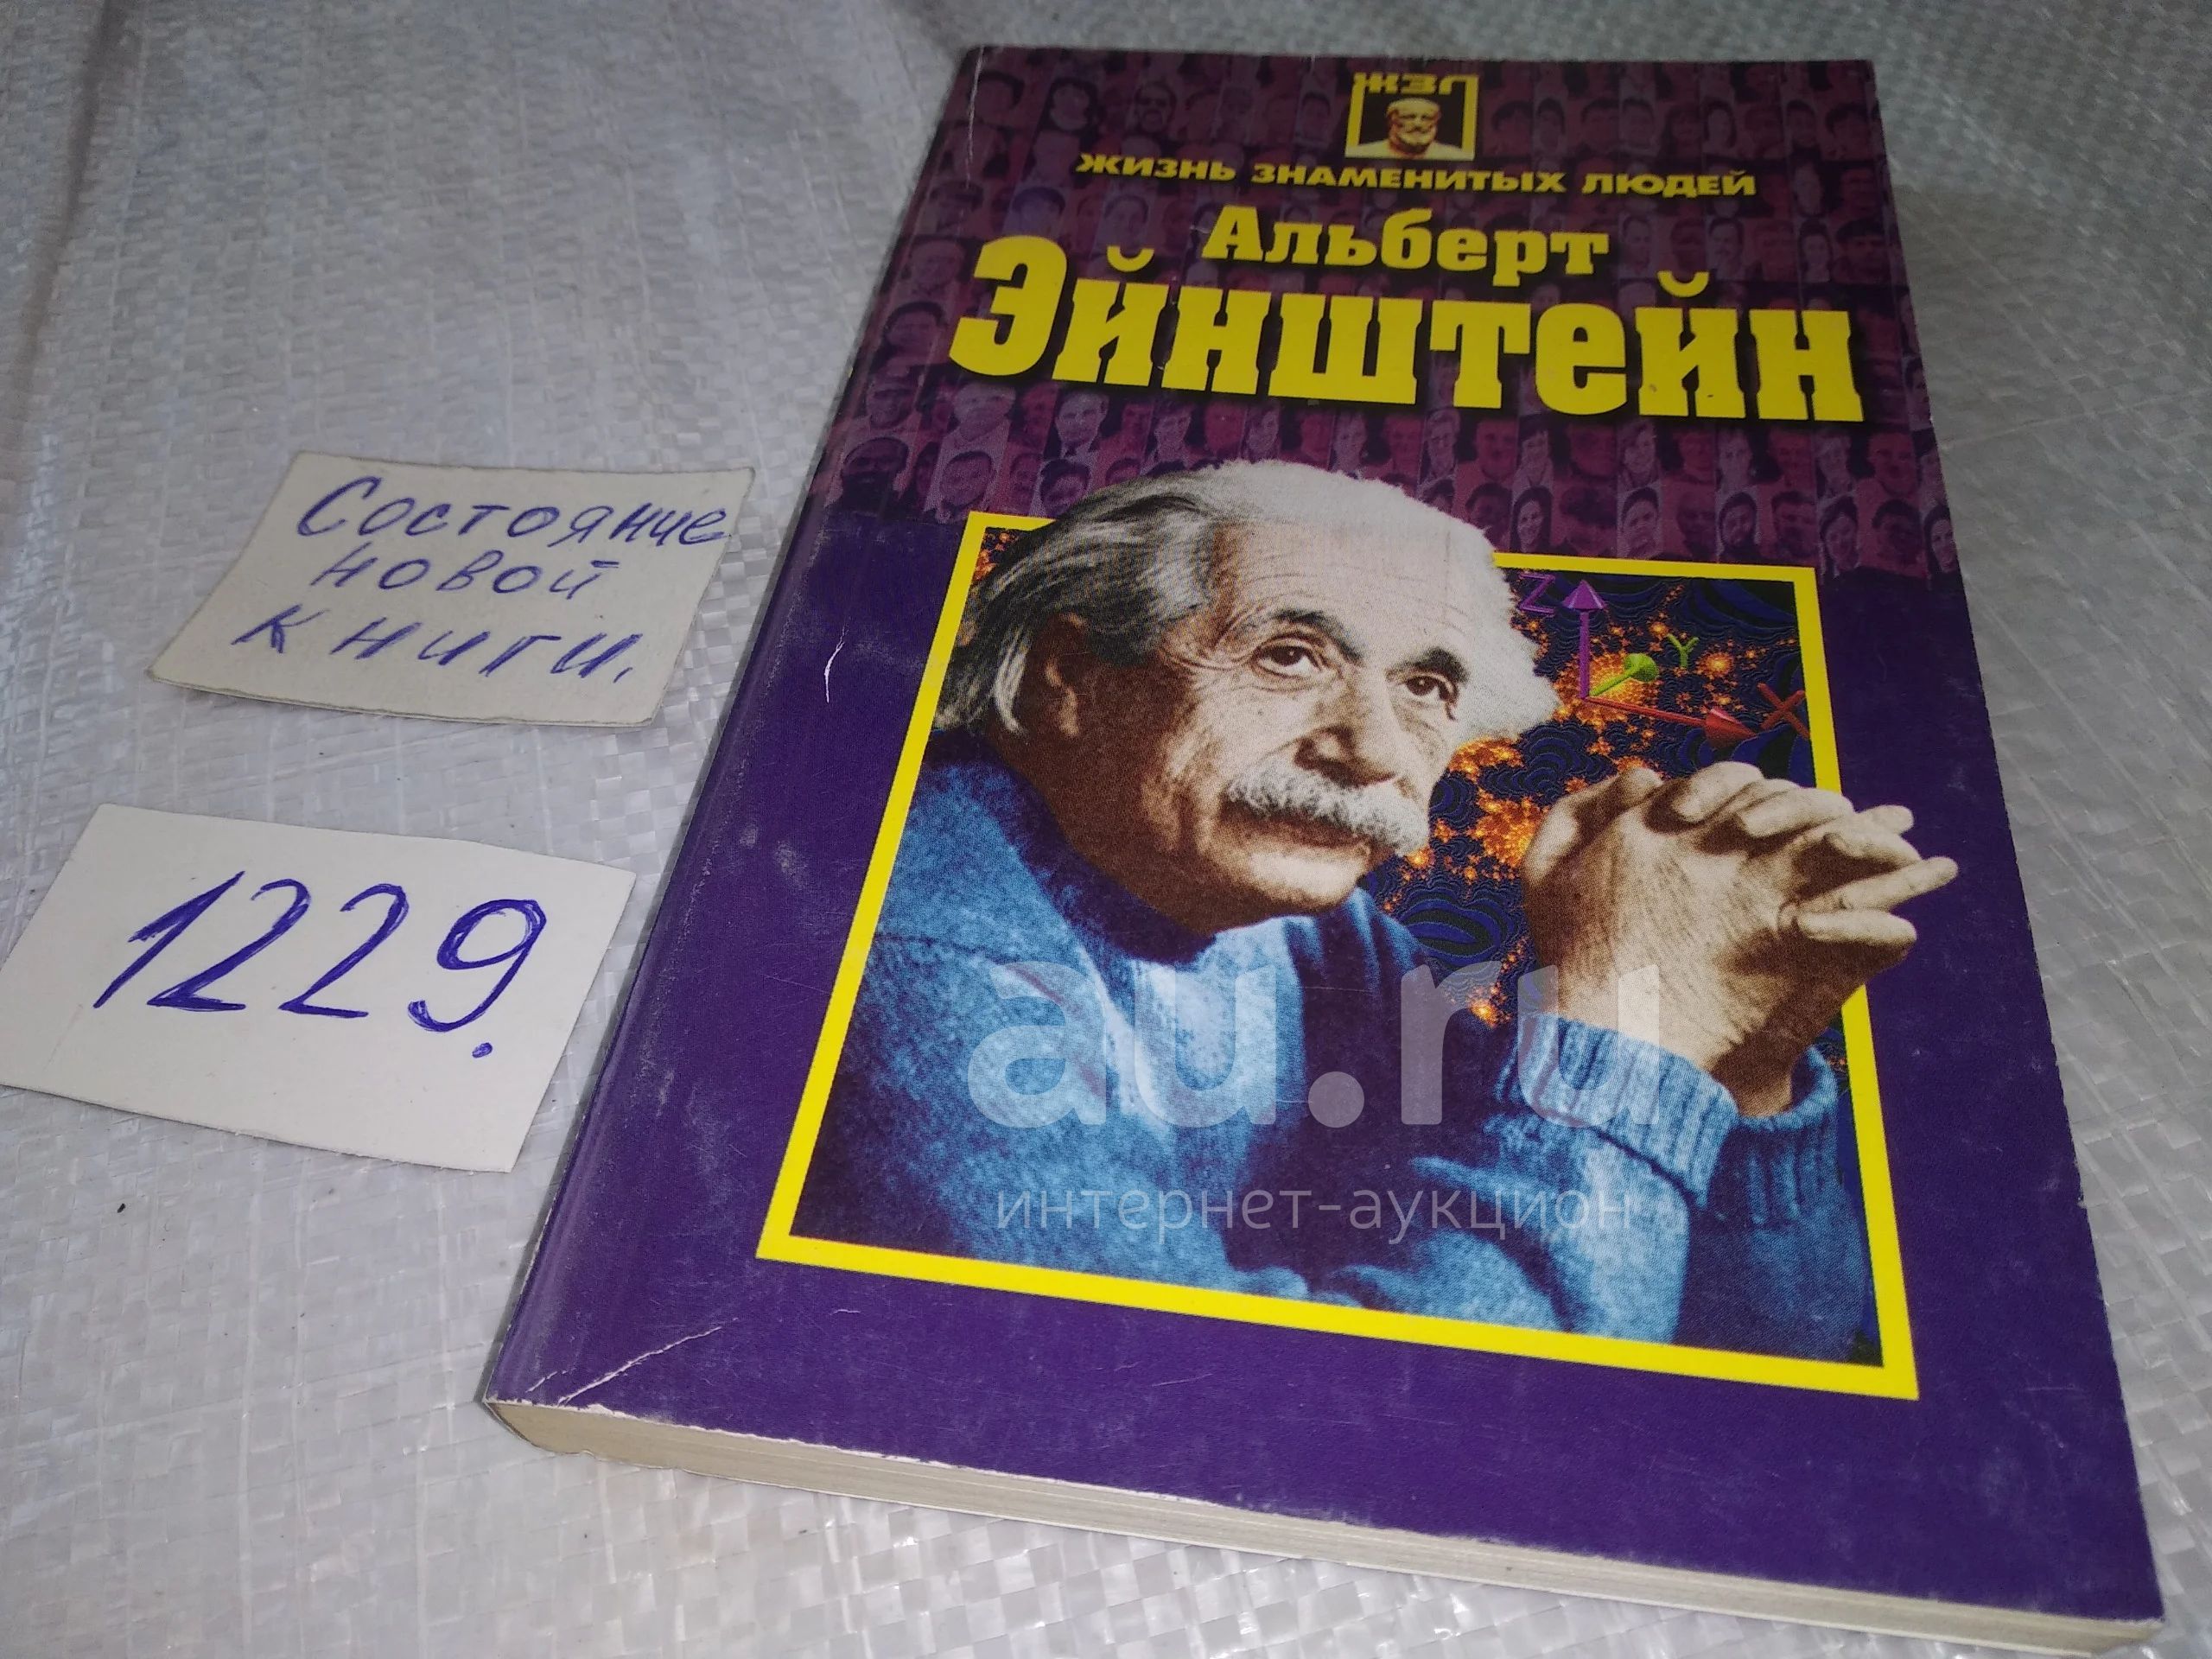 ЖЗЛ
ЖИЗНЬ ЗНАМЕНИТЫХ ЛЮДЕЙ
Альберт
Эйнштейн
Состояние
новой
книги.
1229.
Z
Y
X
au.ru
интернет-аукцион